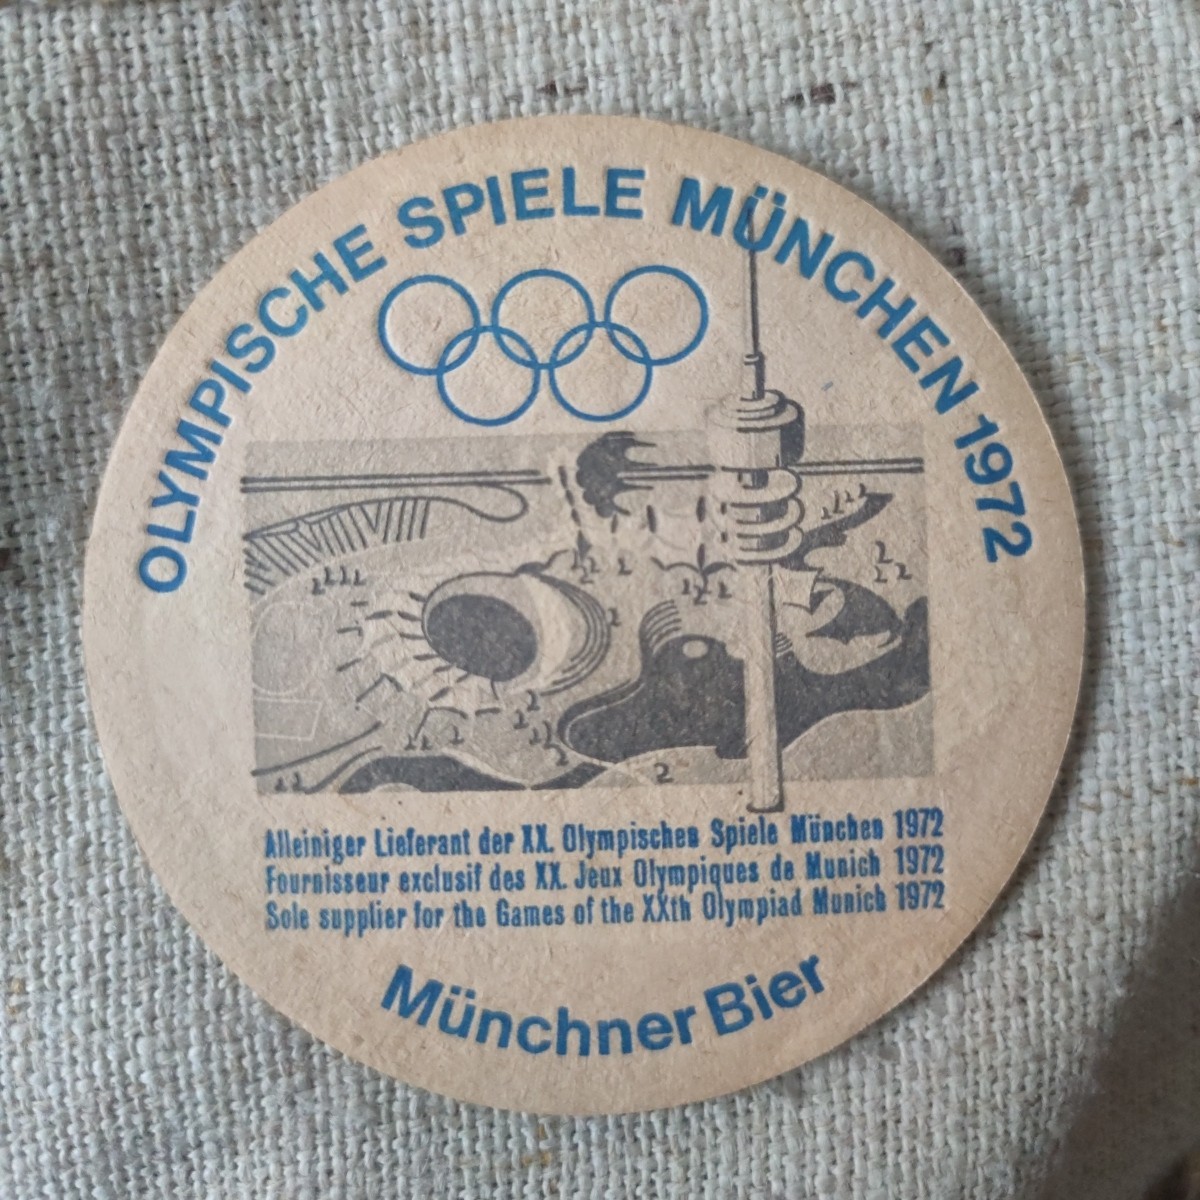 OLYMPISCHE SPIELE MÜNCHEN 1972
Alleiniger Lieferant der XX. Olympischen Spiele München 1972
Fournisseur exclusif des XX. Jeux Olympiques de Munich 1972
Sole supplier for the Games of the XXth Olympiad Munich 1972
Münchner Bier